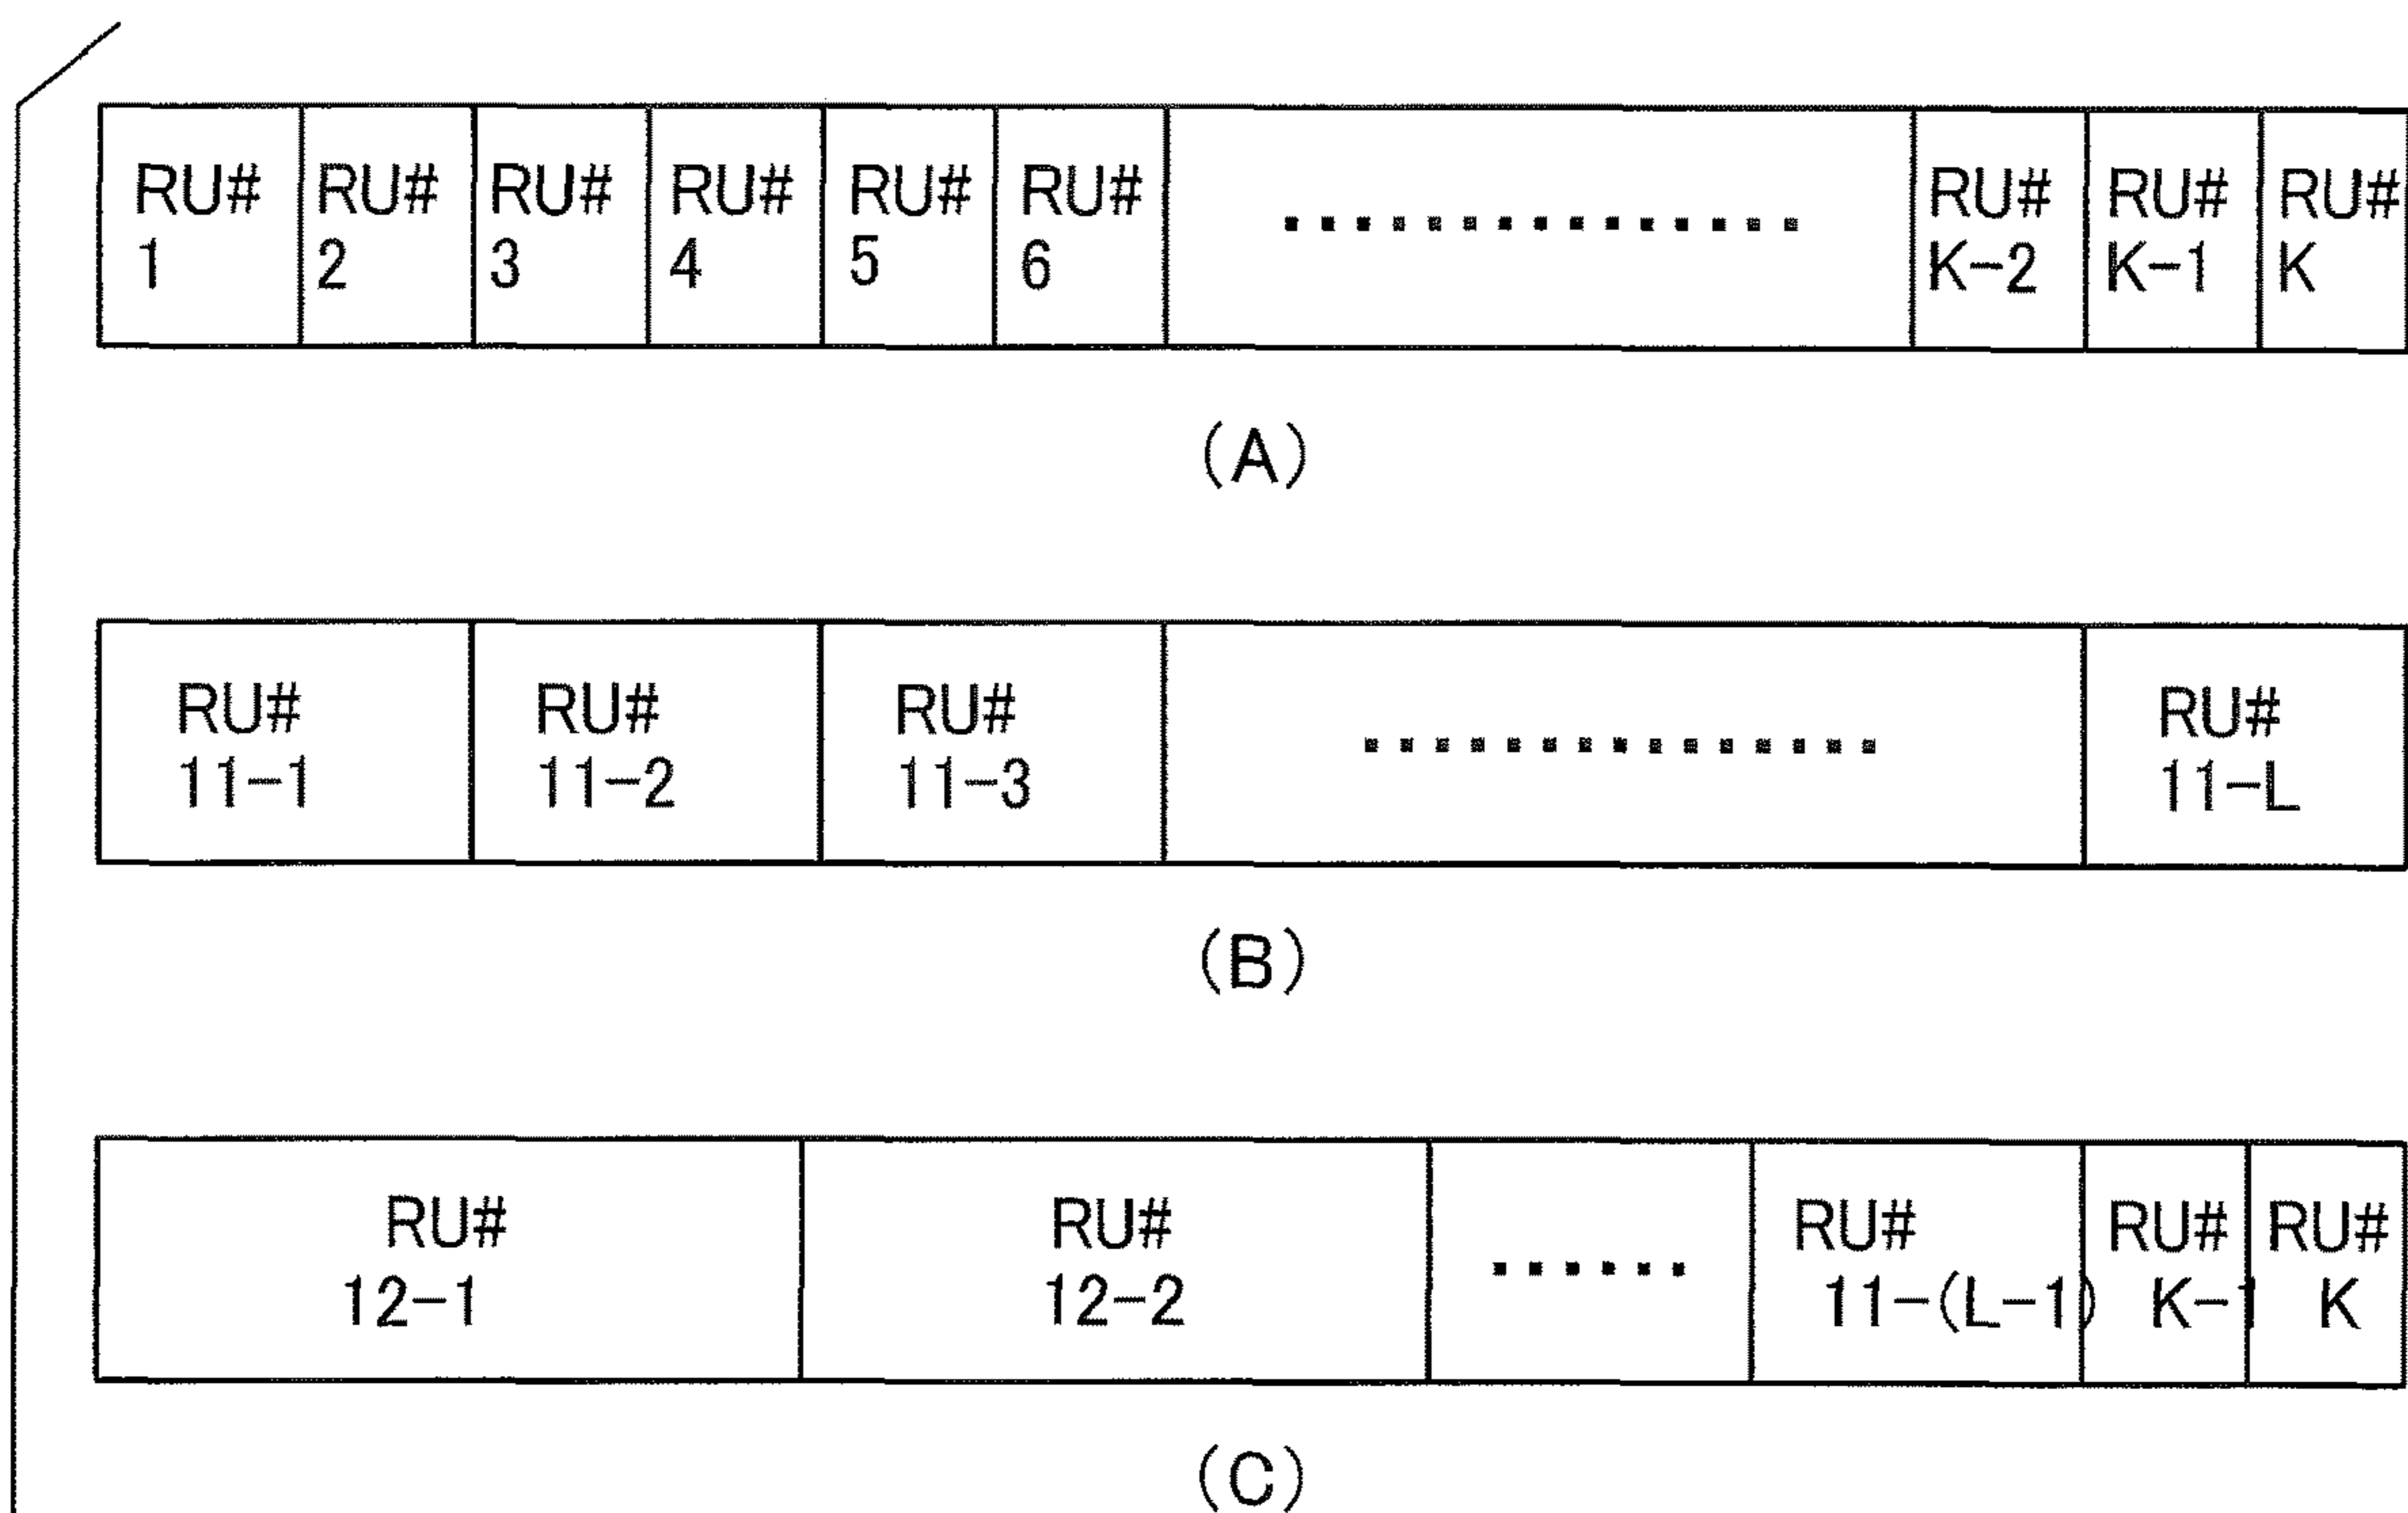 RU# RU# RU# RU# RU# RU# RU# RU# RU#
1 2 3 4 5 6 K-2 K-1 K
(A)
RU# RU# RU# RU#
11-1 11-2 11-3 11-L
(B)
RU# RU# RU# RU# RU#
12-1 12-2 11-(L-1) K-1 K
(C)